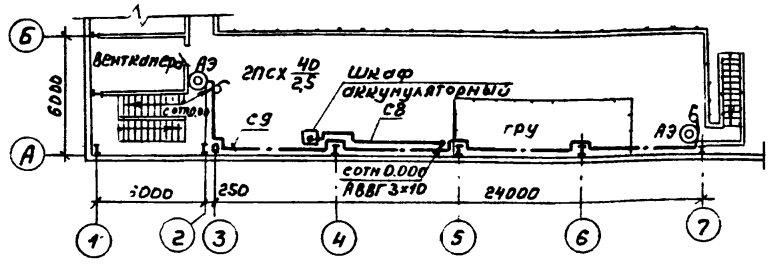 Б
Венткамера
АЭ
2ПСХ 40/2,5
Шкаф
аккумуляторный
с отм 0.00
6000
с9
с8
ГРУ
АЭ
А
с отм 0.000
АВВГ 3×10
6000
250
24000
1
2
3
4
5
6
7